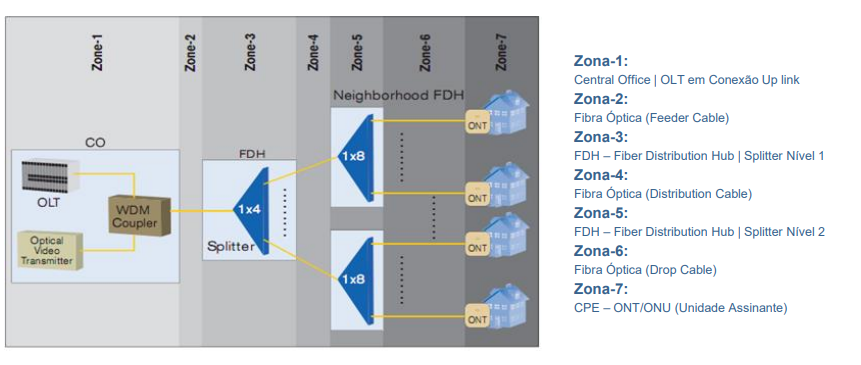 Zone-1
Zone-2
Zone-3
Zone-4
Zone-5
Zone-6
Zone-7
Neighborhood FDH
CO
FDH
OLT
WDM
Coupler
Optical
Video
Transmitter
1x4
Splitter
1x8
1x8
ONT
ONT
ONT
ONT
Zona-1:
Central Office | OLT em Conexão Up link
Zona-2:
Fibra Óptica (Feeder Cable)
Zona-3:
FDH – Fiber Distribution Hub | Splitter Nível 1
Zona-4:
Fibra Óptica (Distribution Cable)
Zona-5:
FDH – Fiber Distribution Hub | Splitter Nível 2
Zona-6:
Fibra Óptica (Drop Cable)
Zona-7:
CPE – ONT/ONU (Unidade Assinante)